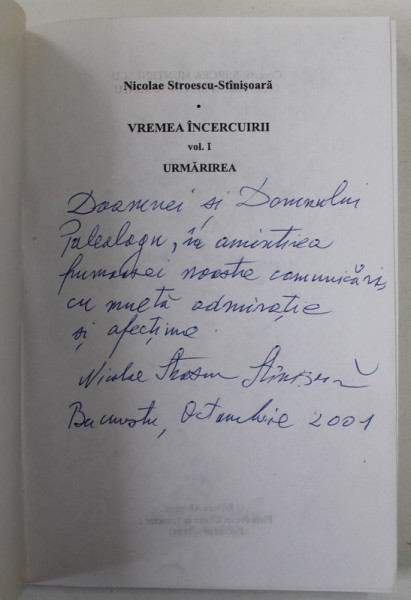 Nicolae Stroescu-Stînișoară
•
VREMEA ÎNCERCUIRII
vol. I
URMĂRIREA
Doamnei și Domnului
Paleologu, în amintirea
frumoasei noastre comunicări,
cu multă admirație
și afecțiune.
Nicolae Stroescu Stînișoară
București, Octombrie 2001